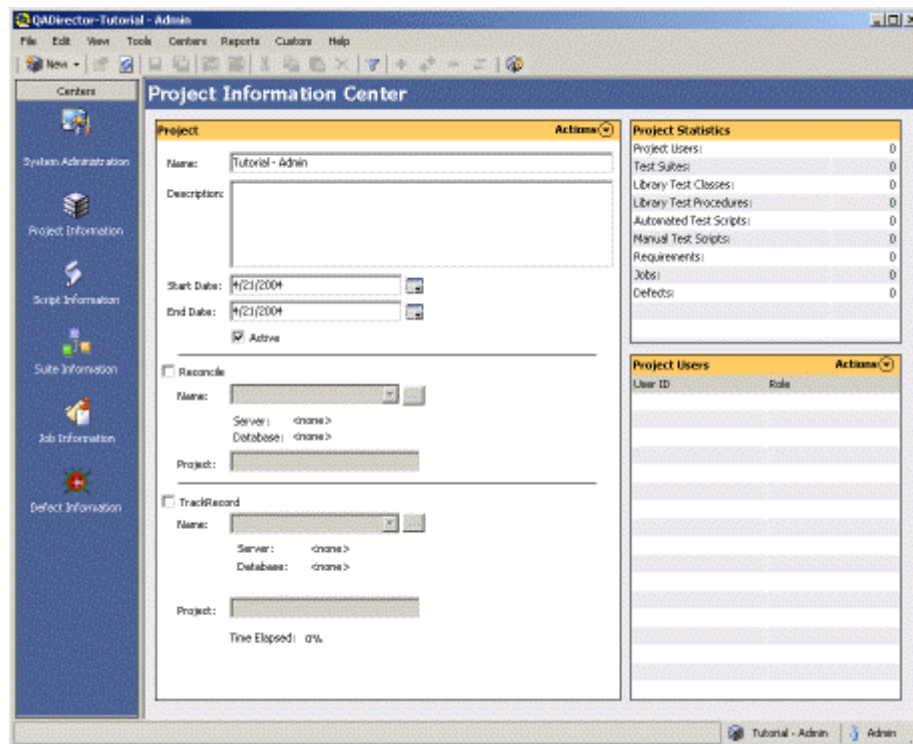 QADirector-Tutorial - Admin
File Edit View Tools Centers Reports Custom Help
New
Centers
System Administration
Project Information
Script Information
Suite Information
Job Information
Defect Information
Project Information Center
Project Actions
Name: Tutorial - Admin
Description:
Start Date: 4/21/2004
End Date: 4/21/2004
Active
Reconcile
Name:
Server: <none>
Database: <none>
Project:
TrackRecord
Name:
Server: <none>
Database: <none>
Project:
Time Elapsed: 0%
Project Statistics
Project Users: 0
Test Suites: 0
Library Test Classes: 0
Library Test Procedures: 0
Automated Test Scripts: 0
Manual Test Scripts: 0
Requirements: 0
Jobs: 0
Defects: 0
Project Users Actions
User ID Role
Tutorial - Admin Admin